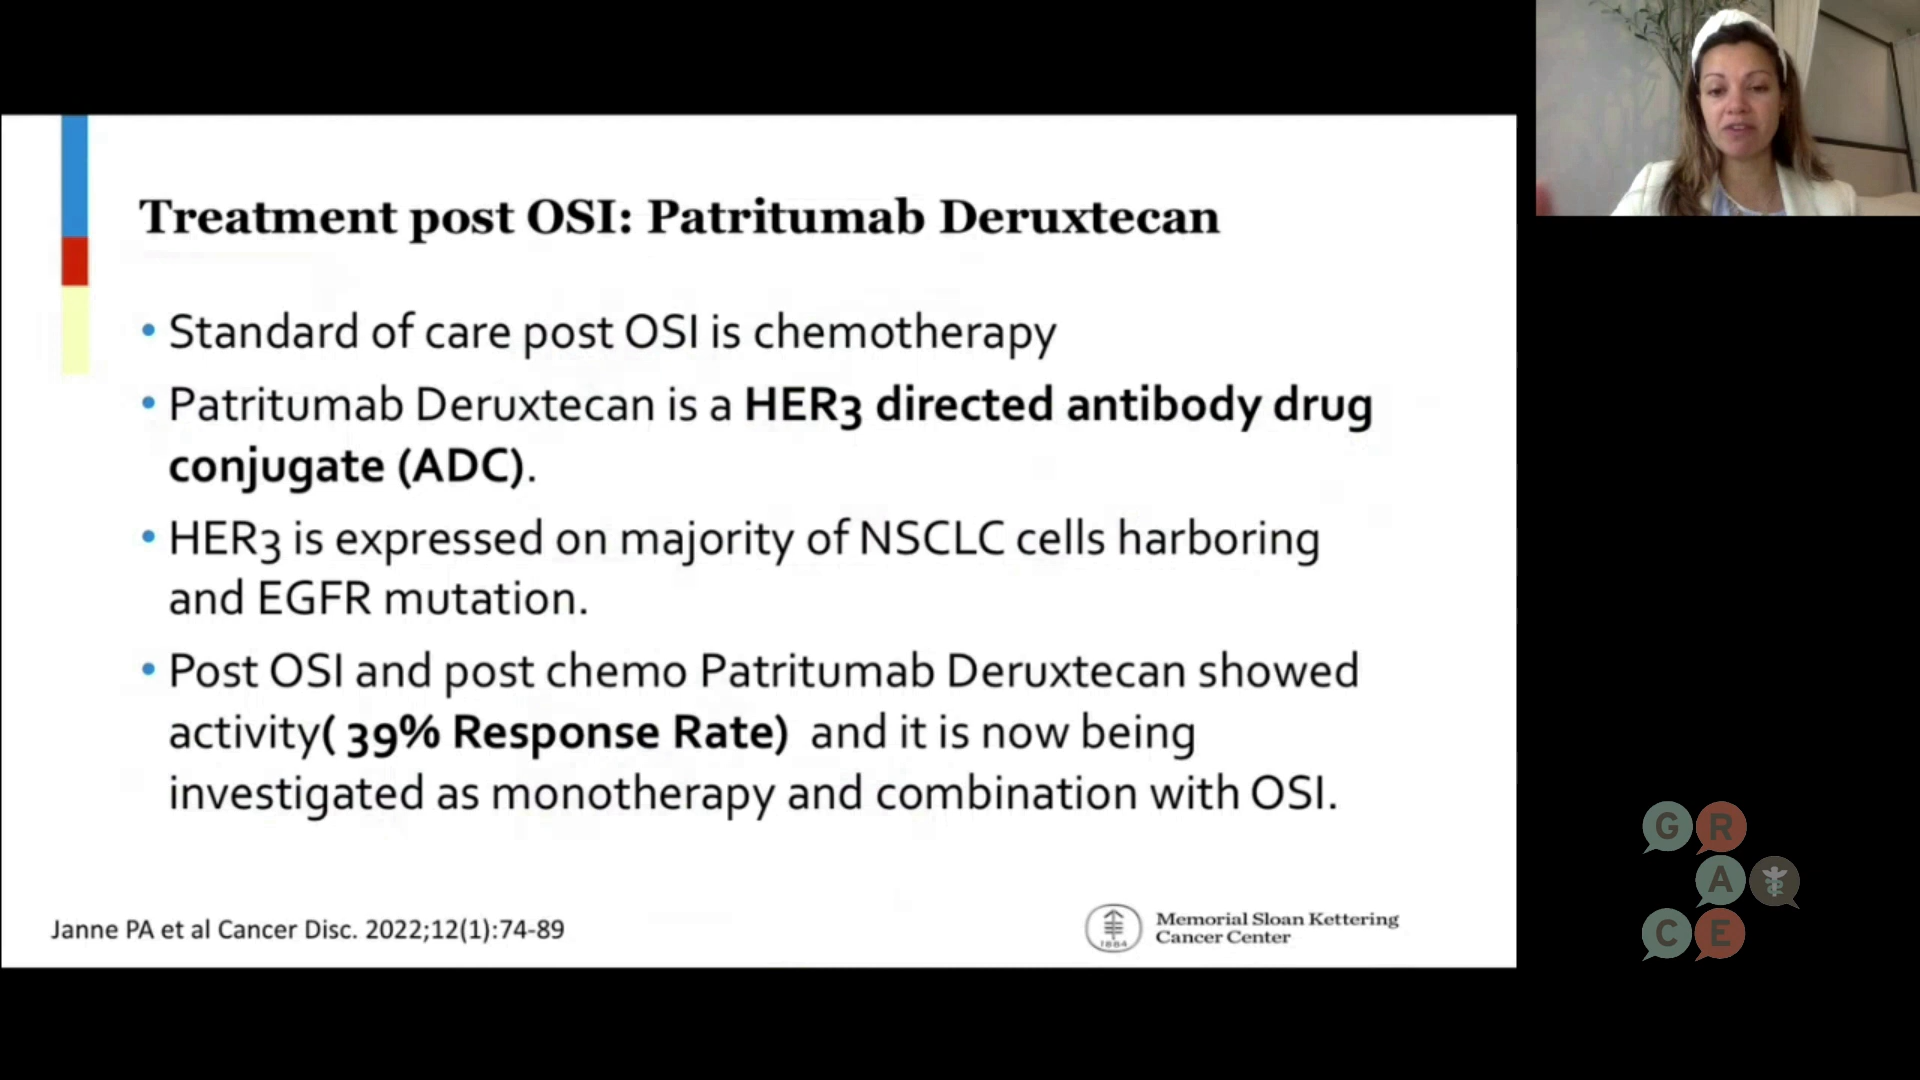 Treatment post OSI: Patritumab Deruxtecan
• Standard of care post OSI is chemotherapy
• Patritumab Deruxtecan is a HER3 directed antibody drug
conjugate (ADC).
• HER3 is expressed on majority of NSCLC cells harboring
and EGFR mutation.
• Post OSI and post chemo Patritumab Deruxtecan showed
activity( 39% Response Rate)  and it is now being
investigated as monotherapy and combination with OSI.
Janne PA et al Cancer Disc. 2022;12(1):74-89
1884
Memorial Sloan Kettering
Cancer Center
G R
A
C E